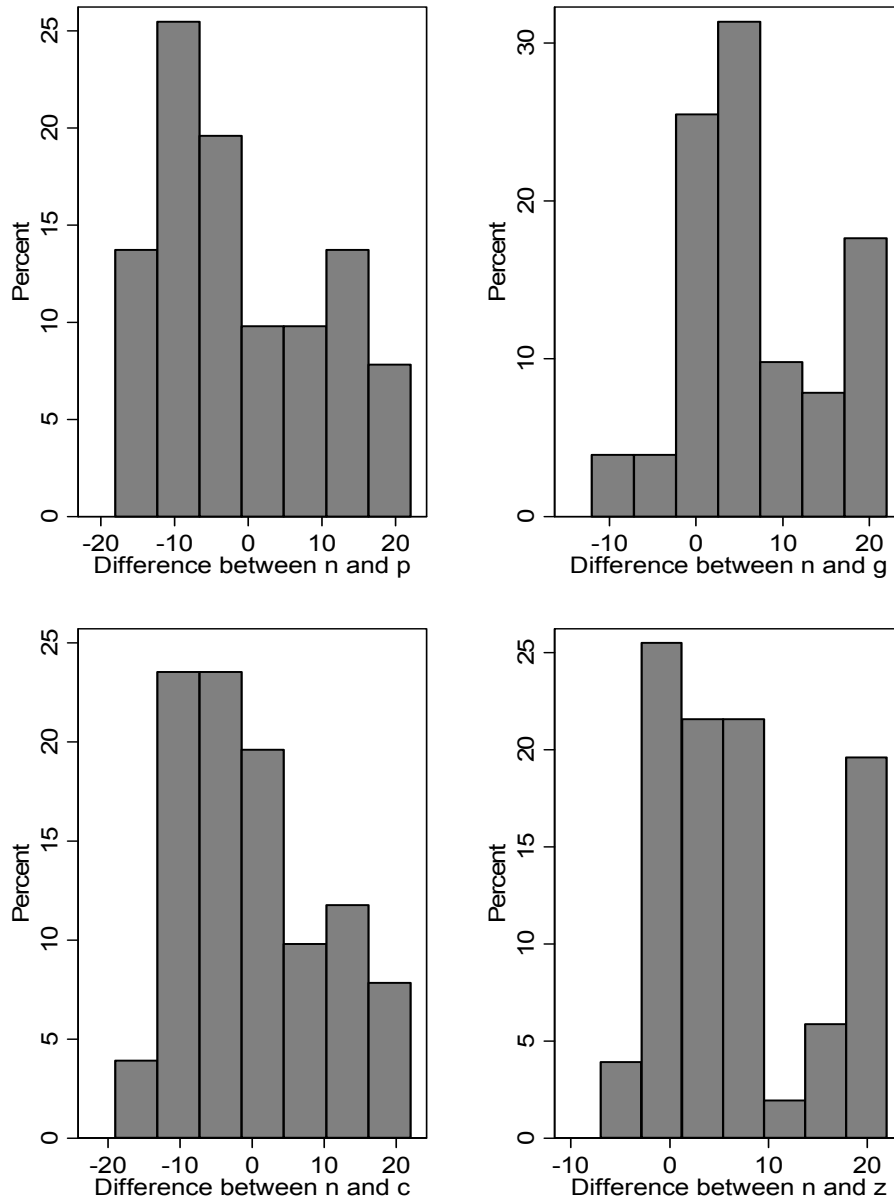 25
20
15
10
5
0
Percent
-20 -10 0 10 20
Difference between n and p
30
20
10
0
Percent
-10 0 10 20
Difference between n and g
25
20
15
10
5
0
Percent
-20 -10 0 10 20
Difference between n and c
25
20
15
10
5
0
Percent
-10 0 10 20
Difference between n and z